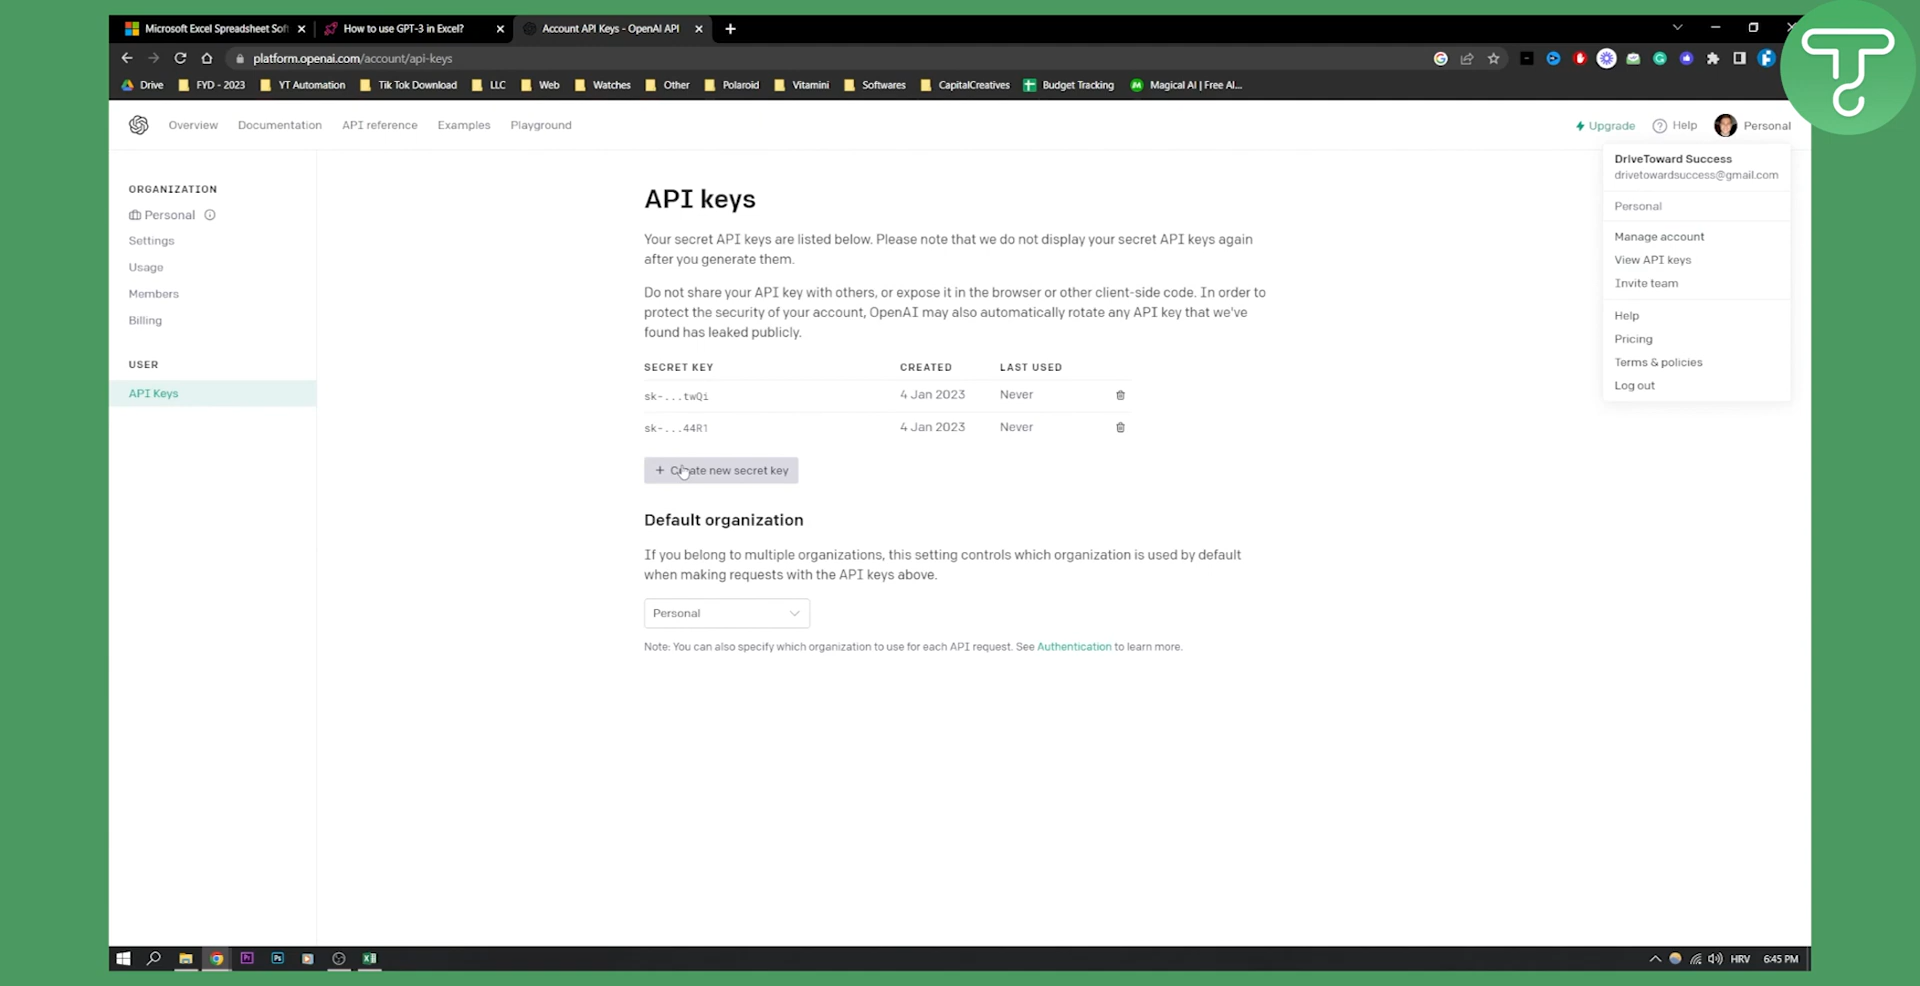 Microsoft Excel Spreadsheet Soft
How to use GPT-3 in Excel?
Account API Keys - OpenAI API
platform.openai.com/account/api-keys
Drive
FYD - 2023
YT Automation
Tik Tok Download
LLC
Web
Watches
Other
Polaroid
Vitamini
Softwares
CapitalCreatives
Budget Tracking
Magical AI | Free AI...
Overview
Documentation
API reference
Examples
Playground
Upgrade
Help
Personal
DriveToward Success
drivetowardsuccess@gmail.com
Personal
Manage account
View API keys
Invite team
Help
Pricing
Terms & policies
Log out
ORGANIZATION
Personal
Settings
Usage
Members
Billing
USER
API Keys
API keys
Your secret API keys are listed below. Please note that we do not display your secret API keys again
after you generate them.
Do not share your API key with others, or expose it in the browser or other client-side code. In order to
protect the security of your account, OpenAI may also automatically rotate any API key that we've
found has leaked publicly.
SECRET KEY CREATED LAST USED
sk-...twQi 4 Jan 2023 Never
sk-...44R1 4 Jan 2023 Never
+ Create new secret key
Default organization
If you belong to multiple organizations, this setting controls which organization is used by default
when making requests with the API keys above.
Personal
Note: You can also specify which organization to use for each API request. See Authentication to learn more.
Pr
Ps
HRV
6:45 PM